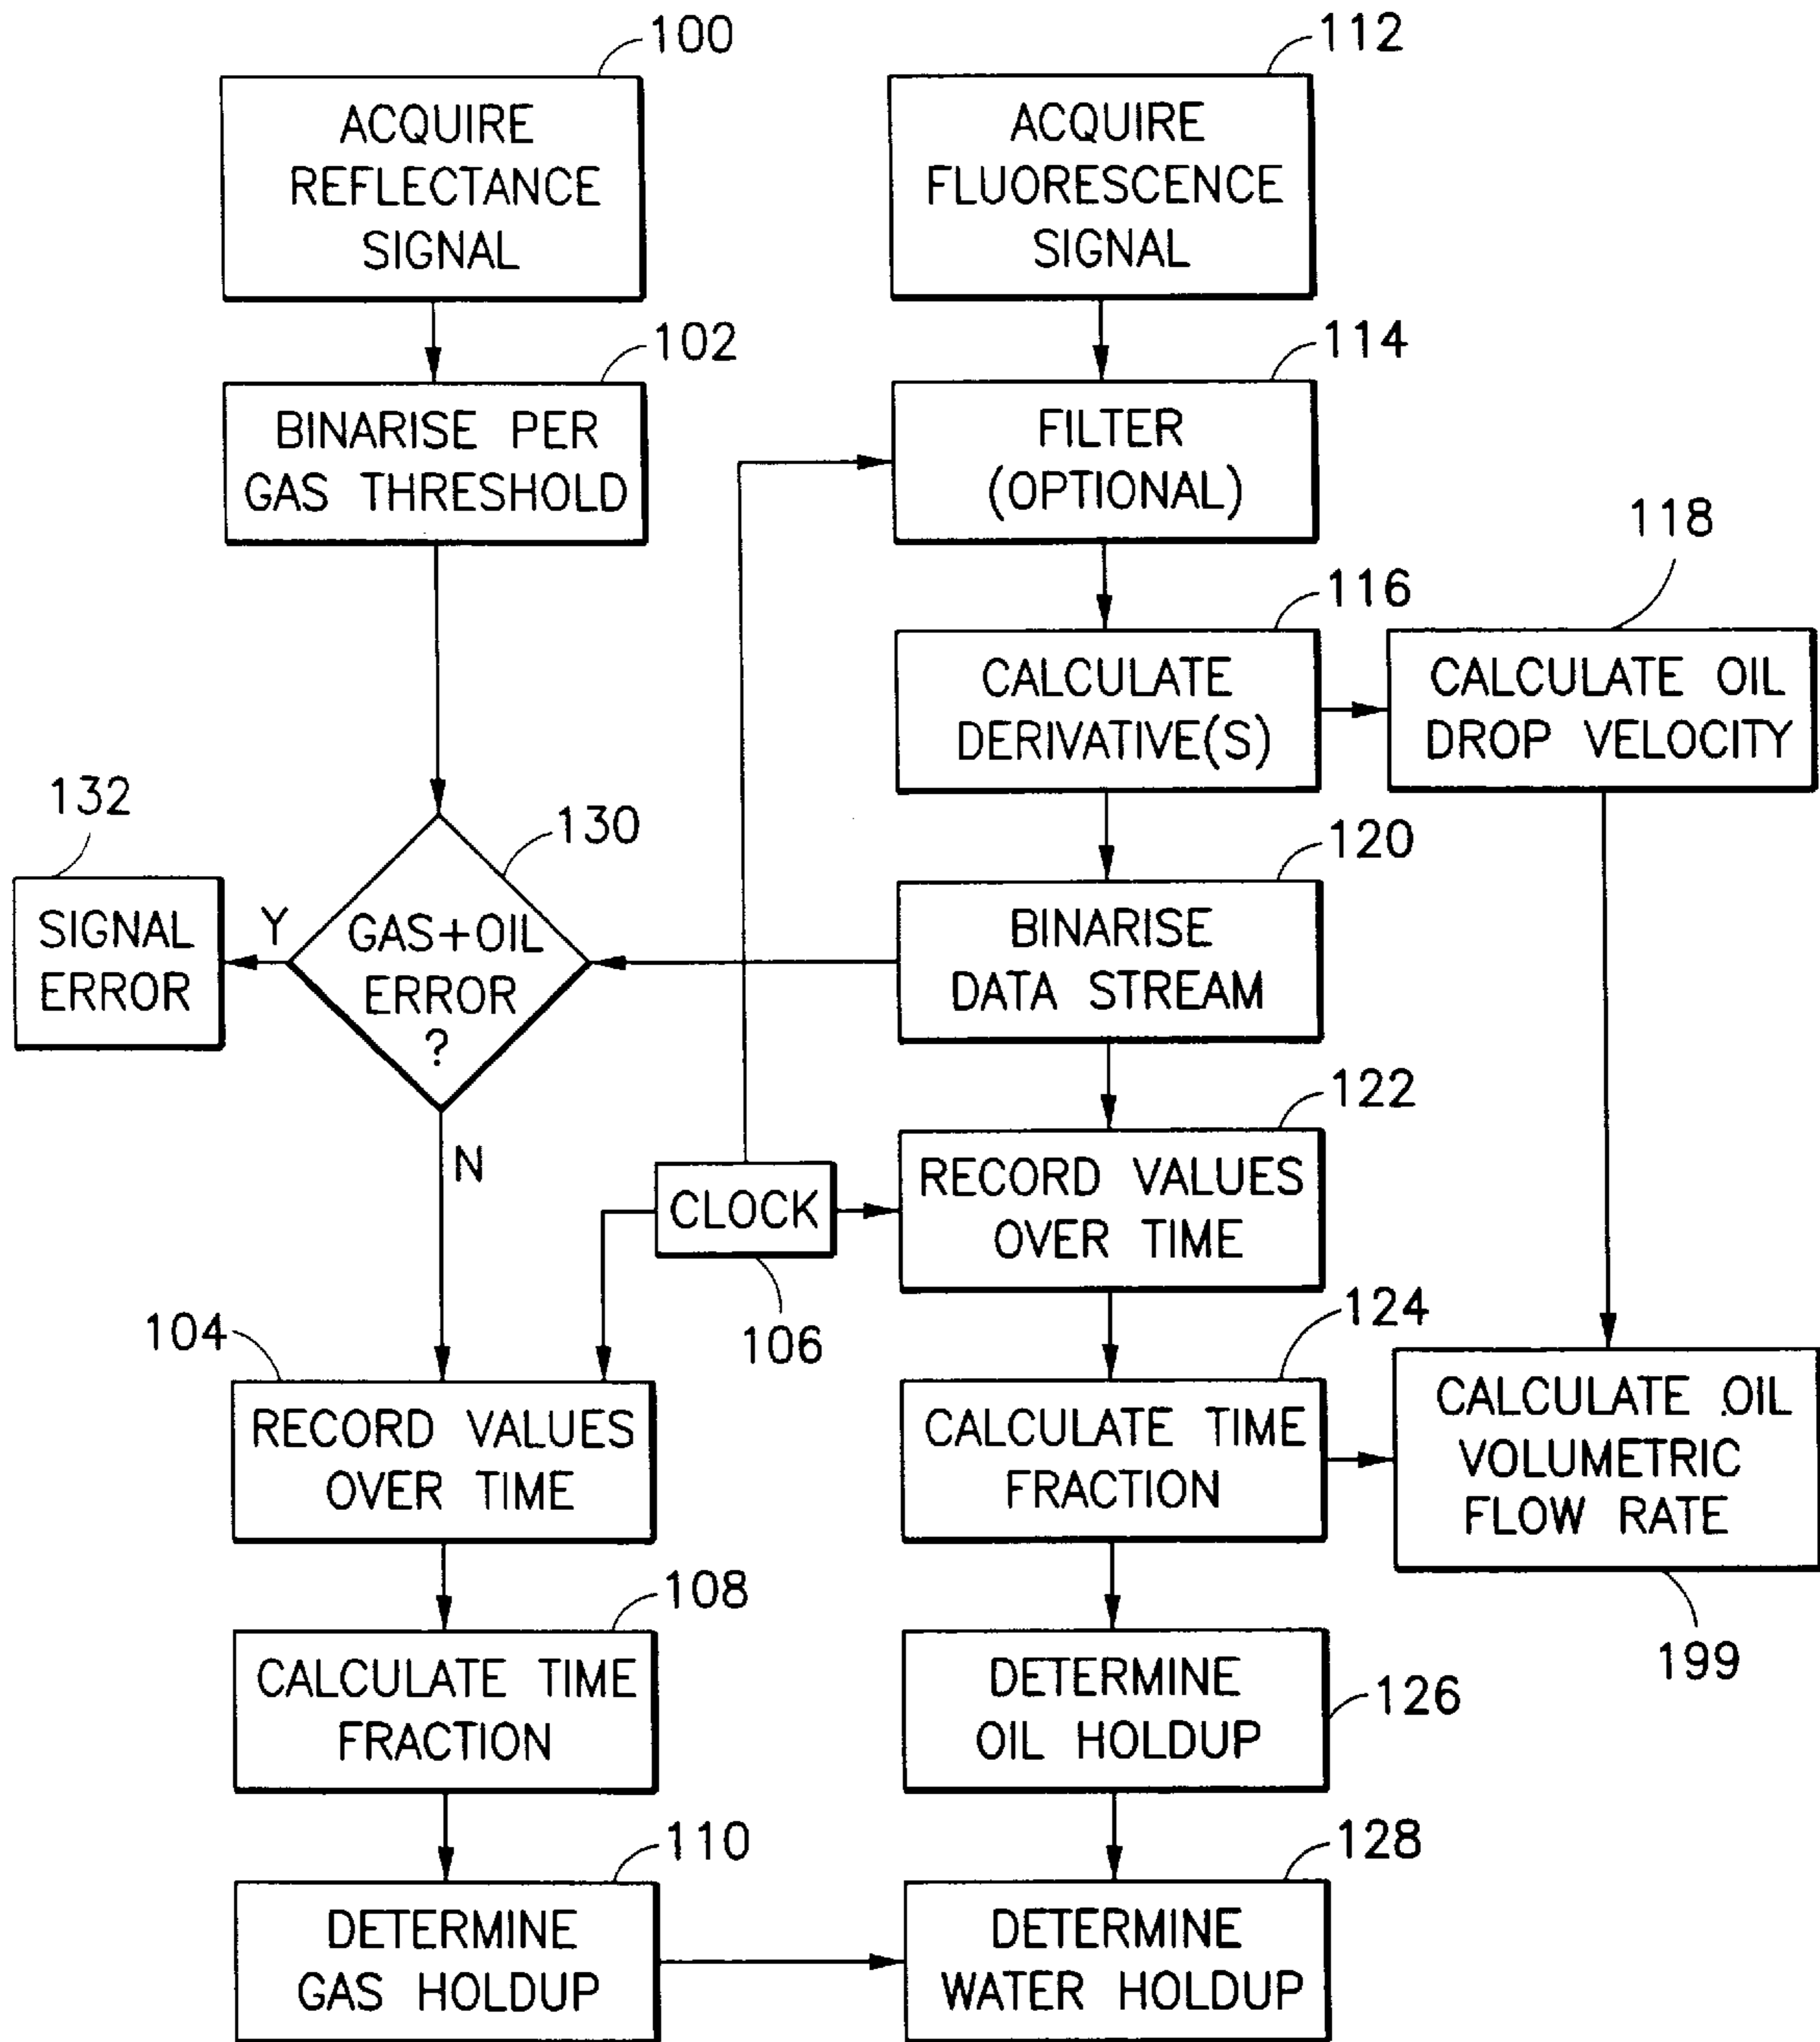 100
ACQUIRE
REFLECTANCE
SIGNAL
112
ACQUIRE
FLUORESCENCE
SIGNAL
102
BINARISE PER
GAS THRESHOLD
114
FILTER
(OPTIONAL)
116
CALCULATE
DERIVATIVE(S)
118
CALCULATE OIL
DROP VELOCITY
132
SIGNAL
ERROR
Y
130
GAS+OIL
ERROR
?
N
120
BINARISE
DATA STREAM
122
RECORD VALUES
OVER TIME
CLOCK
106
104
RECORD VALUES
OVER TIME
124
CALCULATE TIME
FRACTION
CALCULATE OIL
VOLUMETRIC
FLOW RATE
199
108
CALCULATE TIME
FRACTION
DETERMINE
OIL HOLDUP
126
110
DETERMINE
GAS HOLDUP
128
DETERMINE
WATER HOLDUP